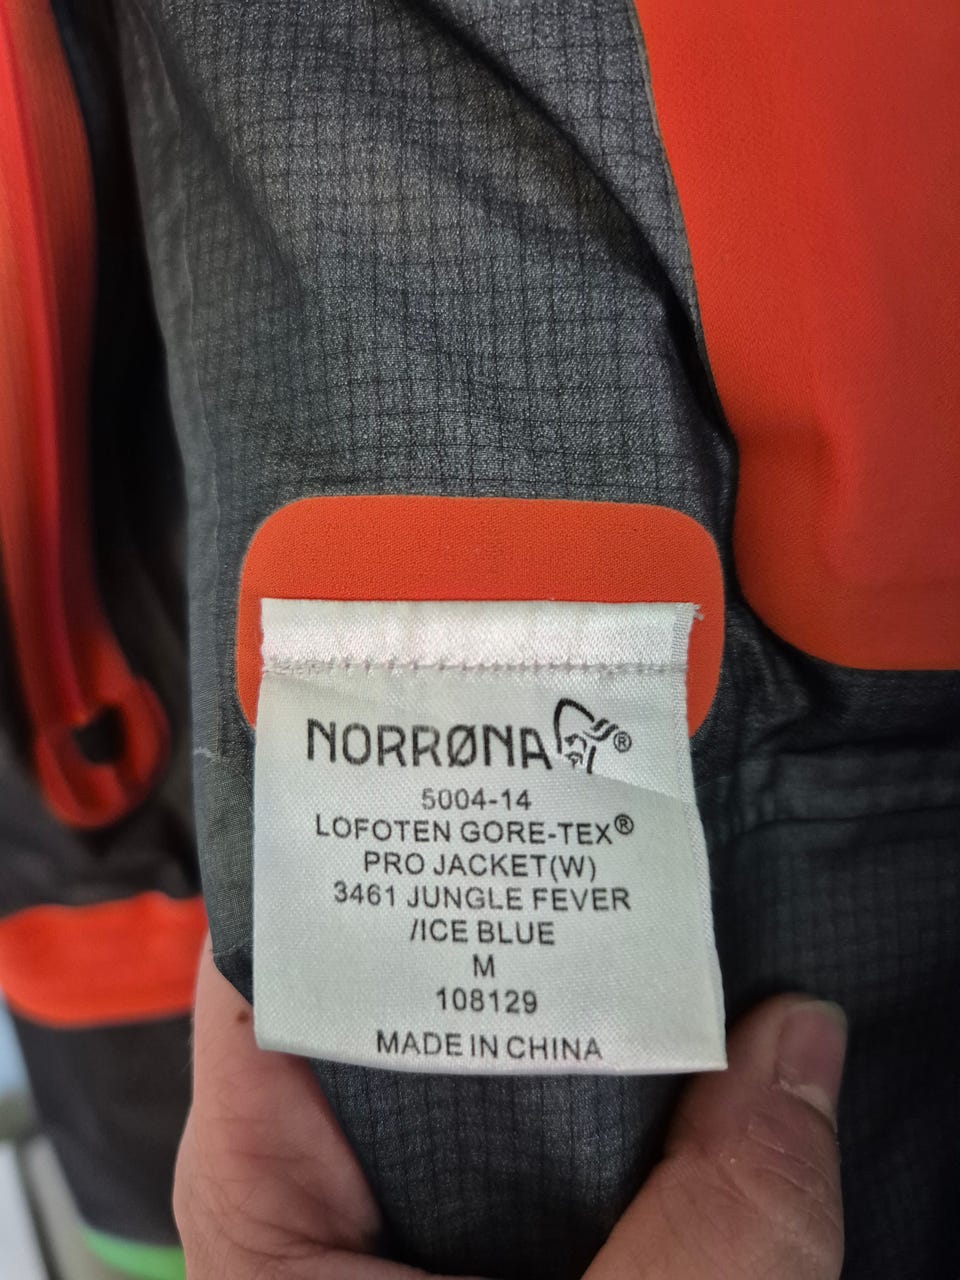 NORRØNA®
5004-14
LOFOTEN GORE-TEX®
PRO JACKET(W)
3461 JUNGLE FEVER
/ICE BLUE
M
108129
MADE IN CHINA